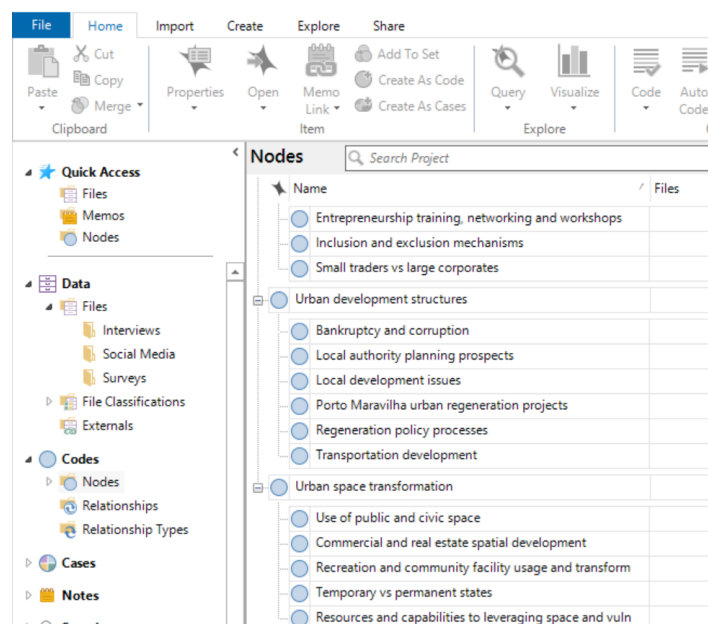 File Home Import Create Explore Share
Paste
Cut
Copy
Merge
Clipboard
Properties
Open
Memo
Link
Add To Set
Create As Code
Create As Cases
Item
Query
Visualize
Explore
Code
Auto
Code
Quick Access
Files
Memos
Nodes
Data
Files
Interviews
Social Media
Surveys
File Classifications
Externals
Codes
Nodes
Relationships
Relationship Types
Cases
Notes
Nodes
Search Project
Name Files
Entrepreneurship training, networking and workshops
Inclusion and exclusion mechanisms
Small traders vs large corporates
Urban development structures
Bankruptcy and corruption
Local authority planning prospects
Local development issues
Porto Maravilha urban regeneration projects
Regeneration policy processes
Transportation development
Urban space transformation
Use of public and civic space
Commercial and real estate spatial development
Recreation and community facility usage and transform
Temporary vs permanent states
Resources and capabilities to leveraging space and vuln